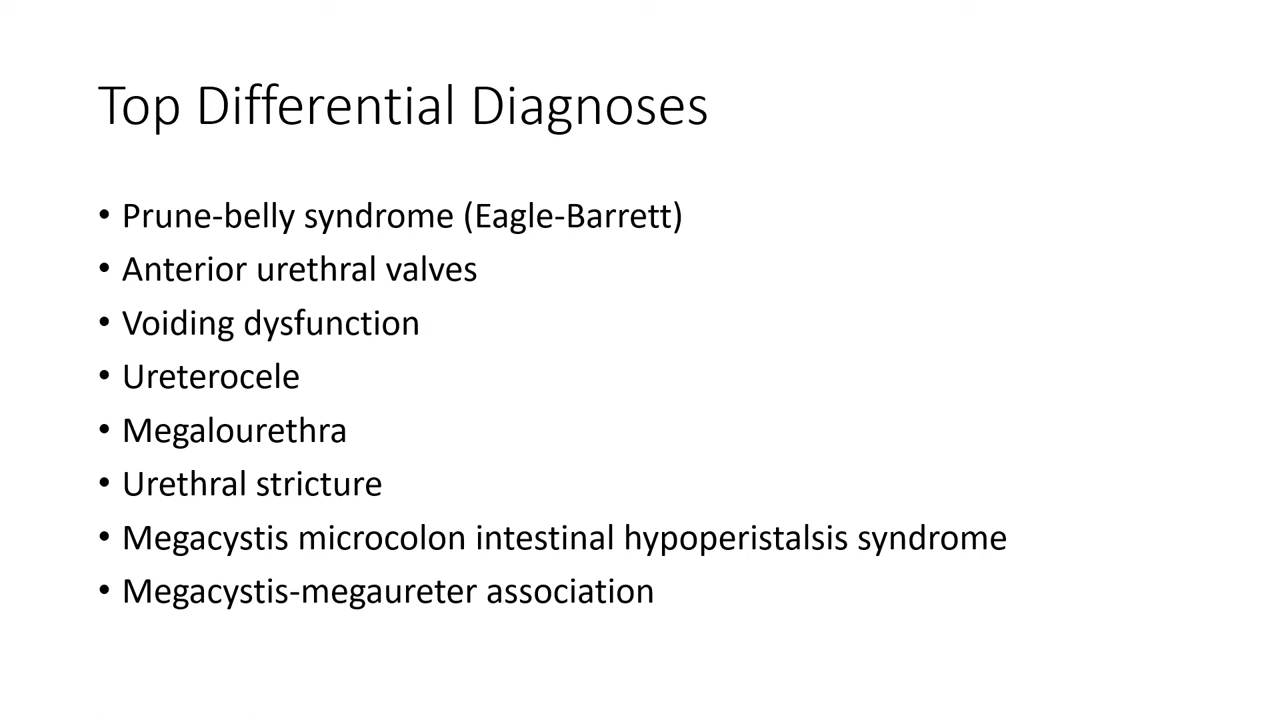 Top Differential Diagnoses
• Prune-belly syndrome (Eagle-Barrett)
• Anterior urethral valves
• Voiding dysfunction
• Ureterocele
• Megalourethra
• Urethral stricture
• Megacystis microcolon intestinal hypoperistalsis syndrome
• Megacystis-megaureter association